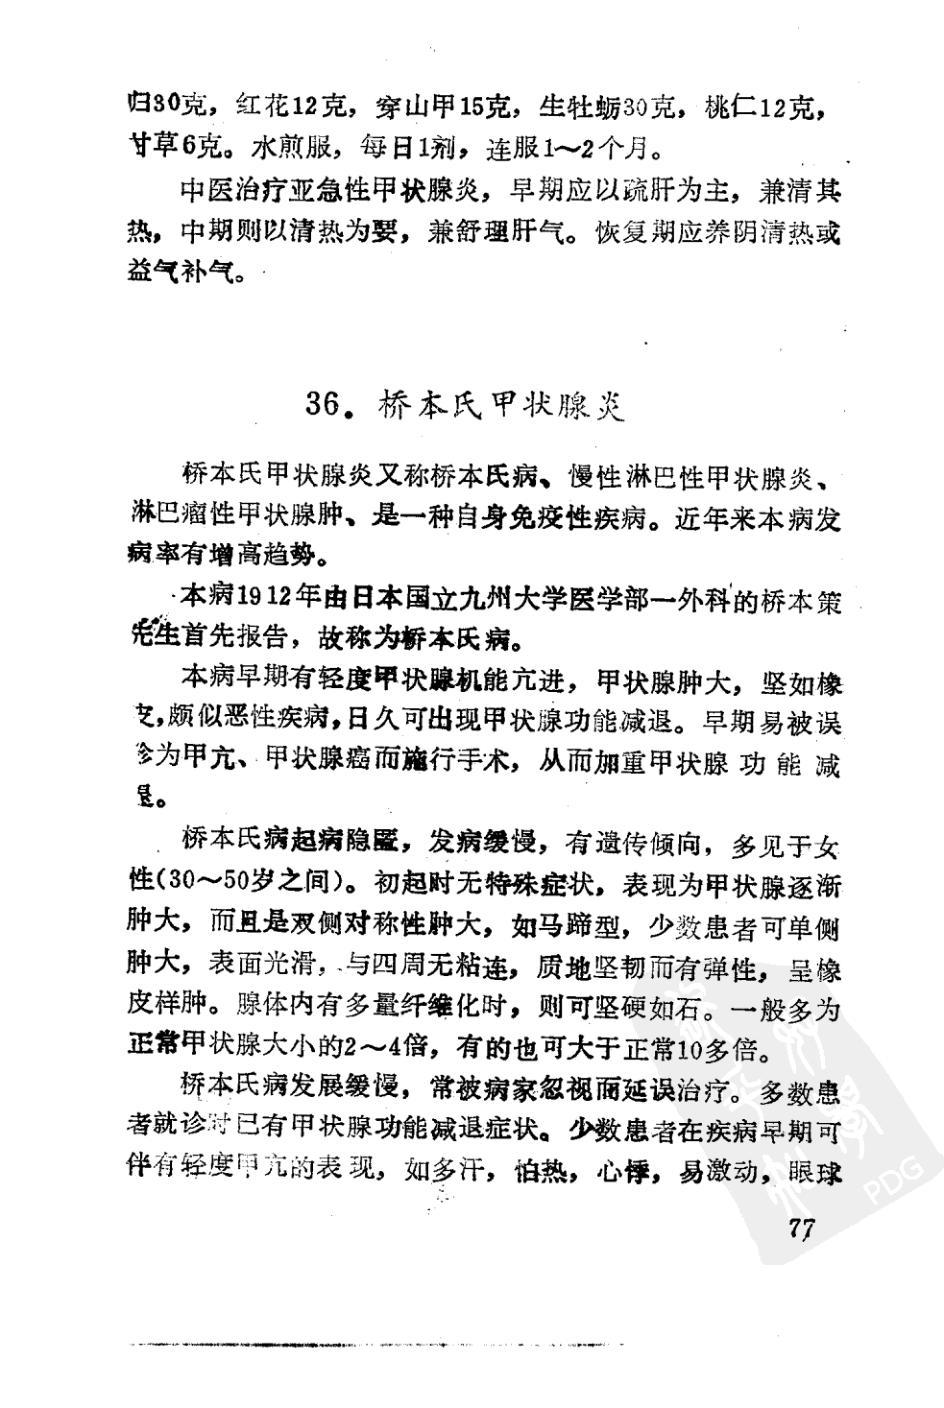 归30克，红花12克，穿山甲15克，生牡蛎30克，桃仁12克，
甘草6克。水煎服，每日1剂，连服1～2个月。
中医治疗亚急性甲状腺炎，早期应以疏肝为主，兼清其
热，中期则以清热为要，兼舒理肝气。恢复期应养阴清热或
益气补气。
36．桥本氏甲状腺炎
桥本氏甲状腺炎又称桥本氏病、慢性淋巴性甲状腺炎、
淋巴瘤性甲状腺肿、是一种自身免疫性疾病。近年来本病发
病率有增高趋势。
本病1912年由日本国立九州大学医学部一外科的桥本策
先生首先报告，故称为桥本氏病。
本病早期有轻度甲状腺机能亢进，甲状腺肿大，坚如橡
皮，颇似恶性疾病，日久可出现甲状腺功能减退。早期易被误
诊为甲亢、甲状腺癌而施行手术，从而加重甲状腺功能减
退。
桥本氏病起病隐匿，发病缓慢，有遗传倾向，多见于女
性(30～50岁之间)。初起时无特殊症状，表现为甲状腺逐渐
肿大，而且是双侧对称性肿大，如马蹄型，少数患者可单侧
肿大，表面光滑，与四周无粘连，质地坚韧而有弹性，呈橡
皮样肿。腺体内有多量纤维化时，则可坚硬如石。一般多为
正常甲状腺大小的2～4倍，有的也可大于正常10多倍。
桥本氏病发展缓慢，常被病家忽视而延误治疗。多数患
者就诊时已有甲状腺功能减退症状。少数患者在疾病早期可
伴有轻度甲亢的表现，如多汗，怕热，心悸，易激动，眼球
PDG
77